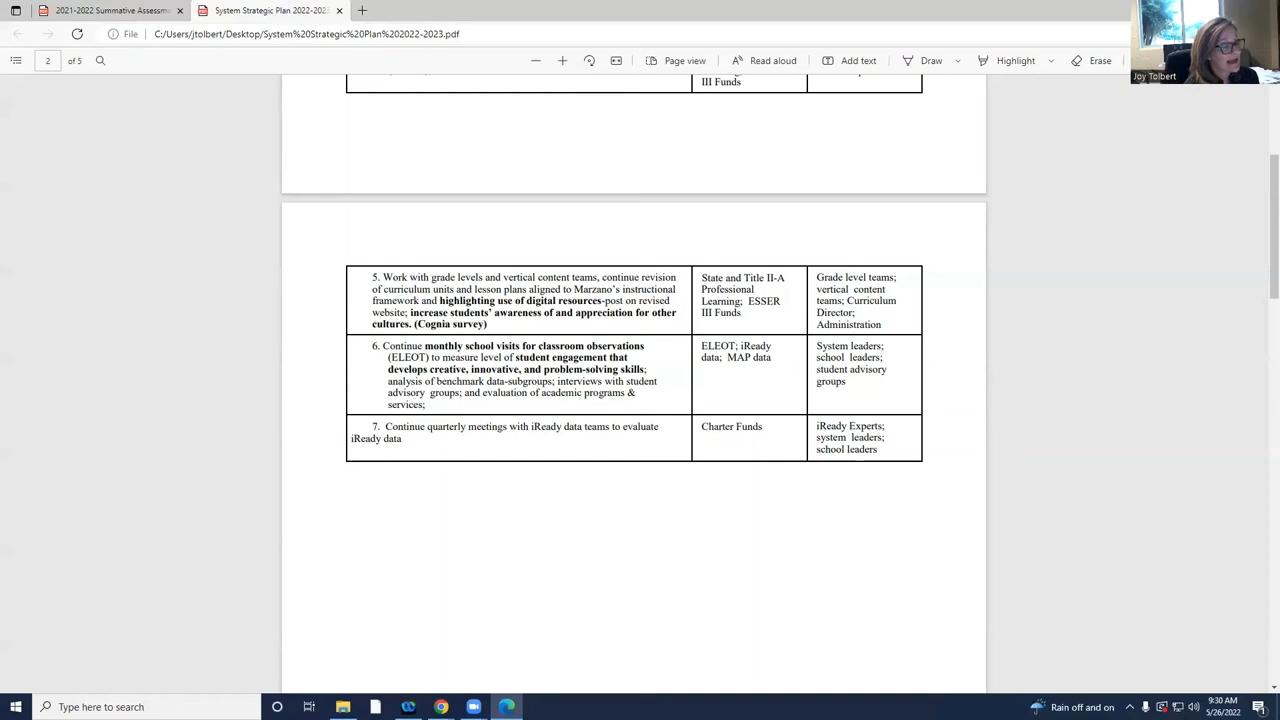 2021-2022 Summative Assessm
System Strategic Plan 2022-202
File
C:/Users/jtolbert/Desktop/System%20Strategic%20Plan%202022-2023.pdf
2
of 5
Page view
Read aloud
Add text
Draw
Highlight
Erase
Joy Tolbert
III Funds
5. Work with grade levels and vertical content teams, continue revision
of curriculum units and lesson plans aligned to Marzano's instructional
framework and highlighting use of digital resources-post on revised
website; increase students' awareness of and appreciation for other
cultures. (Cognia survey)
State and Title II-A
Professional
Learning; ESSER
III Funds
Grade level teams;
vertical content
teams; Curriculum
Director;
Administration
6. Continue monthly school visits for classroom observations
(ELEOT) to measure level of student engagement that
develops creative, innovative, and problem-solving skills;
analysis of benchmark data-subgroups; interviews with student
advisory groups; and evaluation of academic programs &
services;
ELEOT; iReady
data; MAP data
System leaders;
school leaders;
student advisory
groups
7. Continue quarterly meetings with iReady data teams to evaluate
iReady data
Charter Funds
iReady Experts;
system leaders;
school leaders
Type here to search
Rain off and on
9:30 AM
5/26/2022